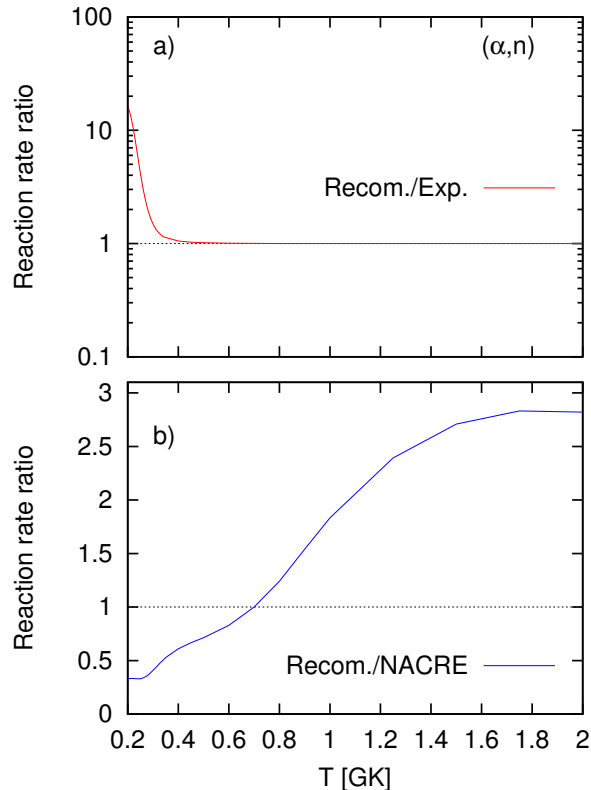 a)
(α,n)
100
10
1
0.1
Reaction rate ratio
Recom./Exp.
b)
3
2.5
2
1.5
1
0.5
0
Reaction rate ratio
Recom./NACRE
0.2 0.4 0.6 0.8 1 1.2 1.4 1.6 1.8 2
T [GK]